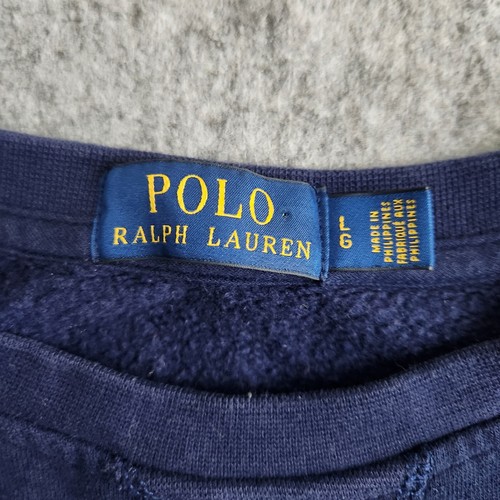 POLO
RALPH LAUREN
L
G
MADE IN
PHILIPPINES
FABRIQUÉ AUX
PHILIPPINES